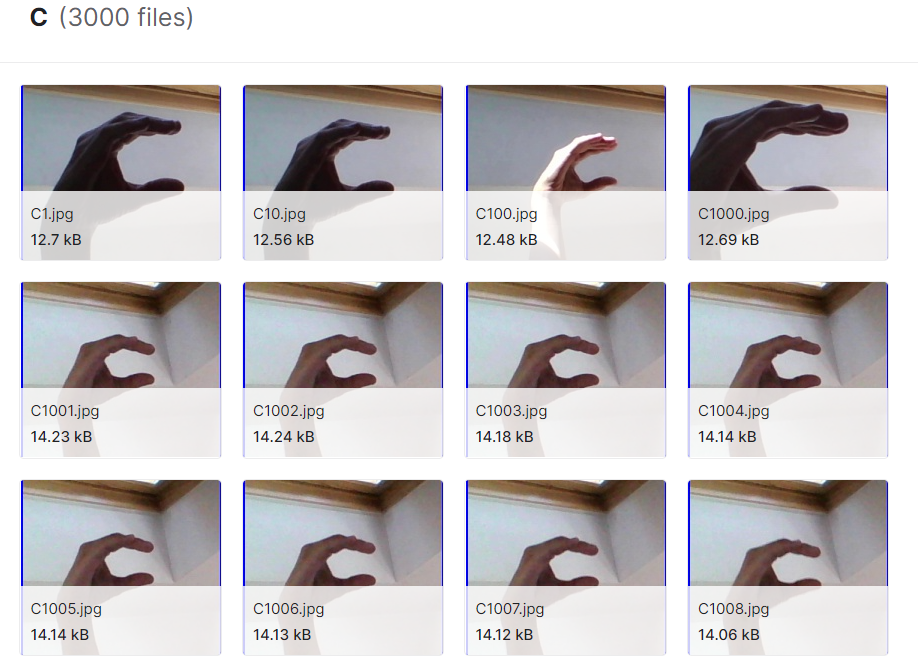 C (3000 files)
C1.jpg
12.7 kB
C10.jpg
12.56 kB
C100.jpg
12.48 kB
C1000.jpg
12.69 kB
C1001.jpg
14.23 kB
C1002.jpg
14.24 kB
C1003.jpg
14.18 kB
C1004.jpg
14.14 kB
C1005.jpg
14.14 kB
C1006.jpg
14.13 kB
C1007.jpg
14.12 kB
C1008.jpg
14.06 kB